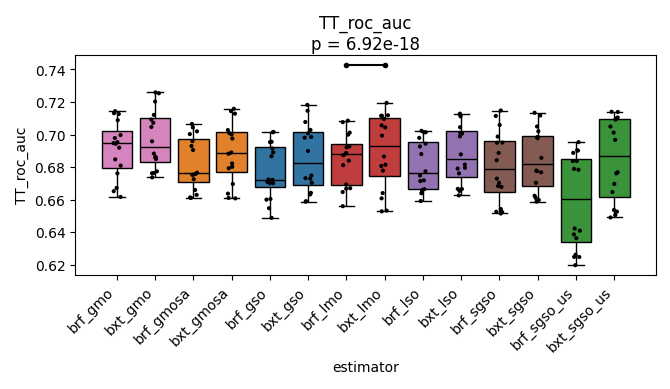 TT_roc_auc
p = 6.92e-18
TT_roc_auc
0.74
0.72
0.70
0.68
0.66
0.64
0.62
brf_gmo
bxt_gmo
brf_gmosa
bxt_gmosa
brf_gso
bxt_gso
brf_lmo
bxt_lmo
brf_lso
bxt_lso
brf_sgso
bxt_sgso
brf_sgso_us
bxt_sgso_us
estimator